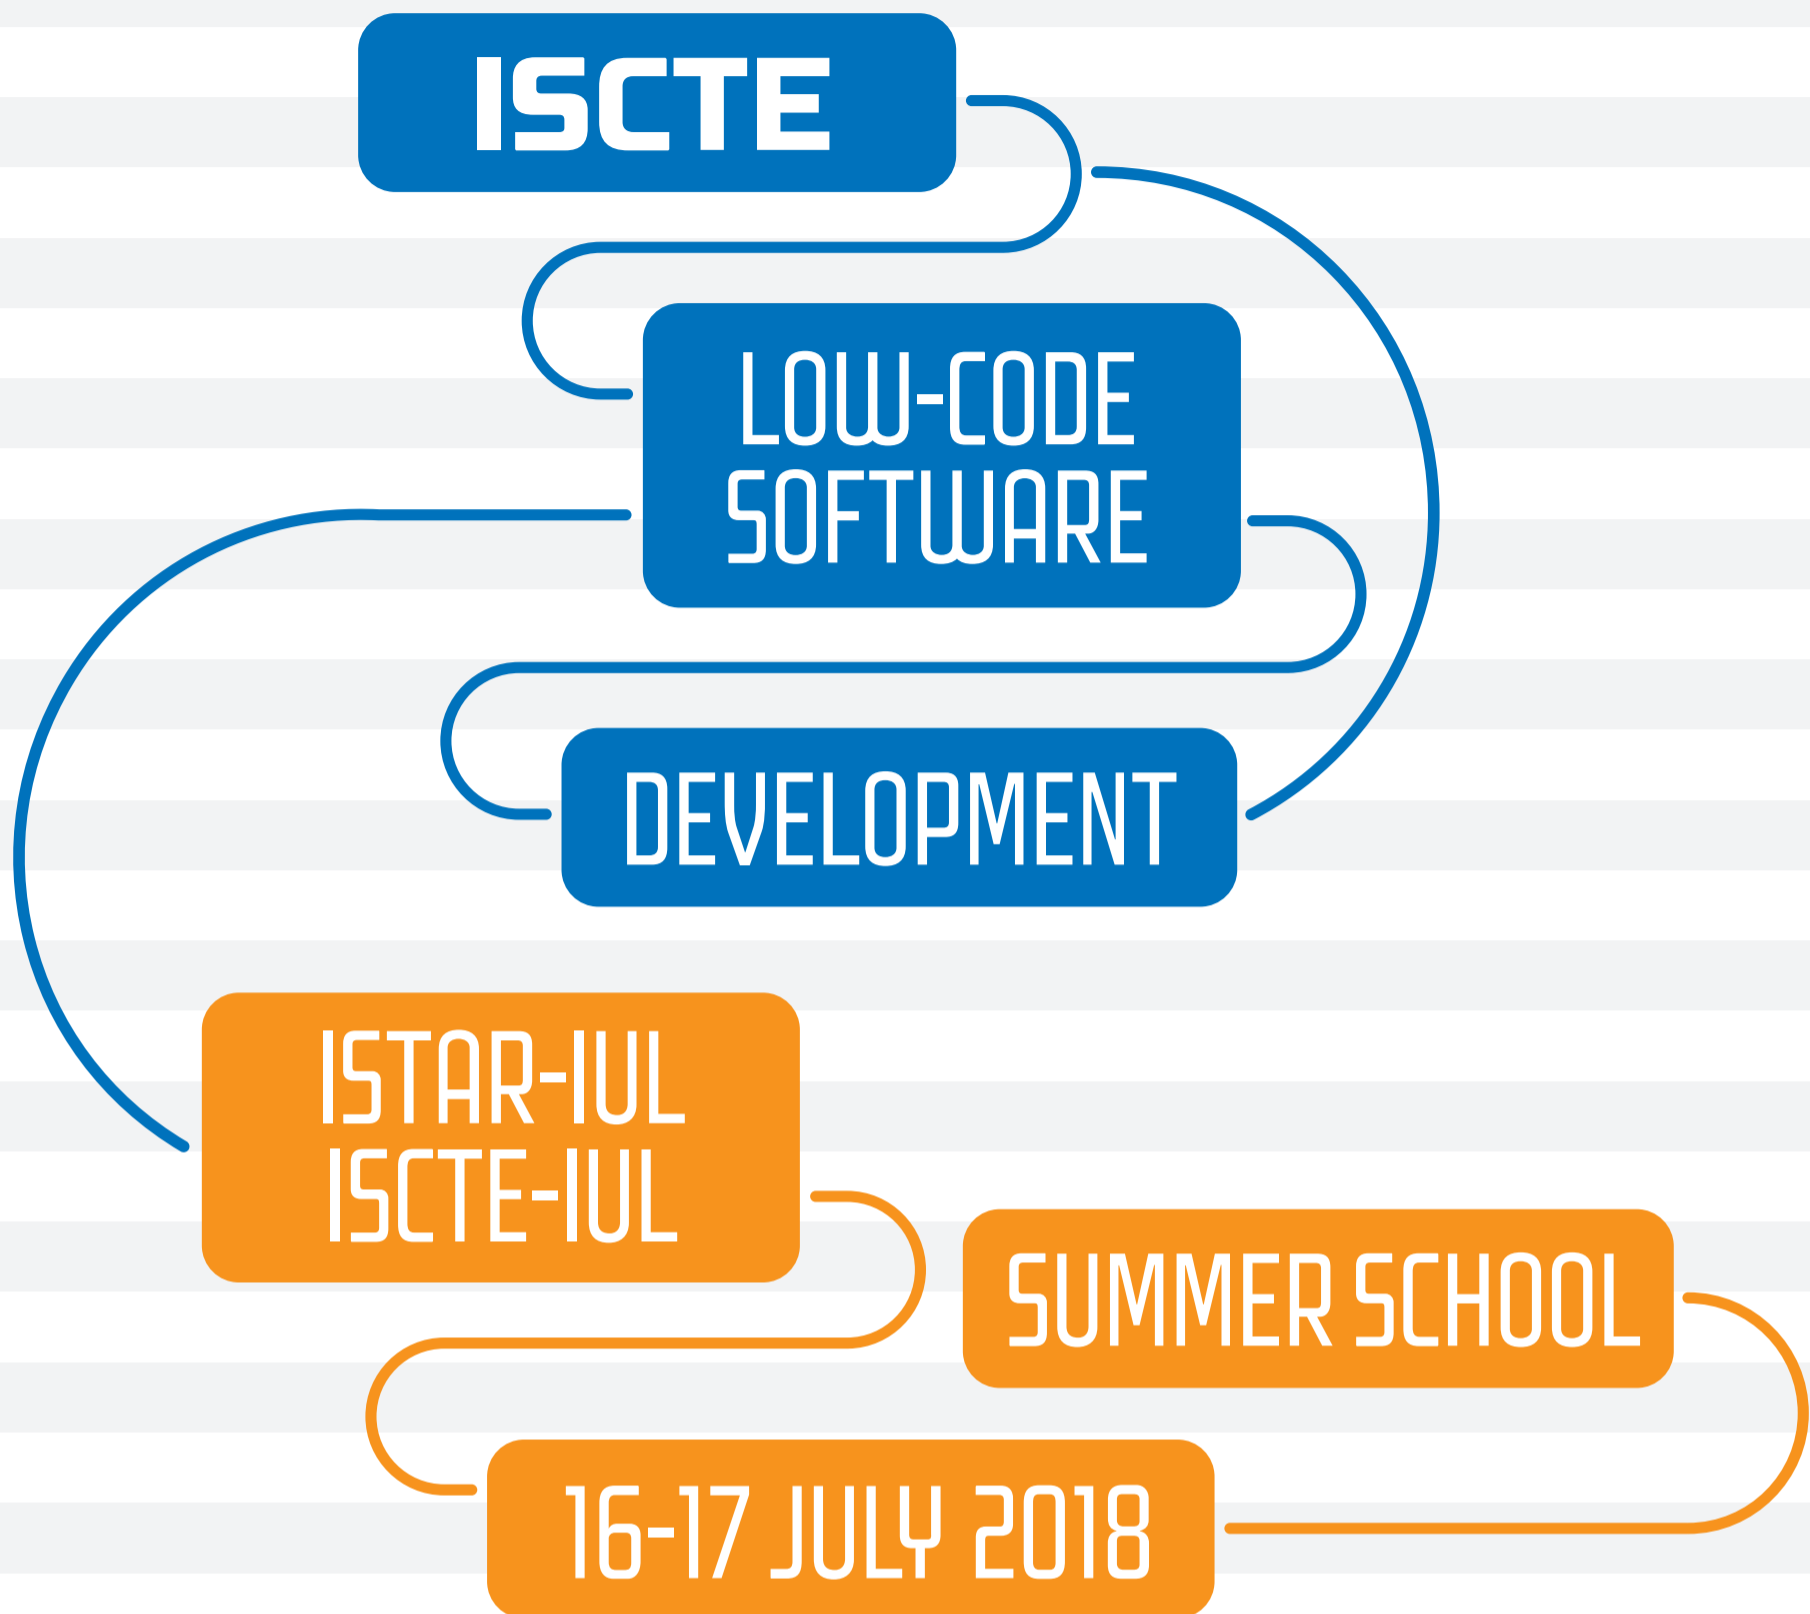 ISCTE
LOW-CODE
SOFTWARE
DEVELOPMENT
ISTAR-IUL
ISCTE-IUL
SUMMER SCHOOL
16-17 JULY 2018